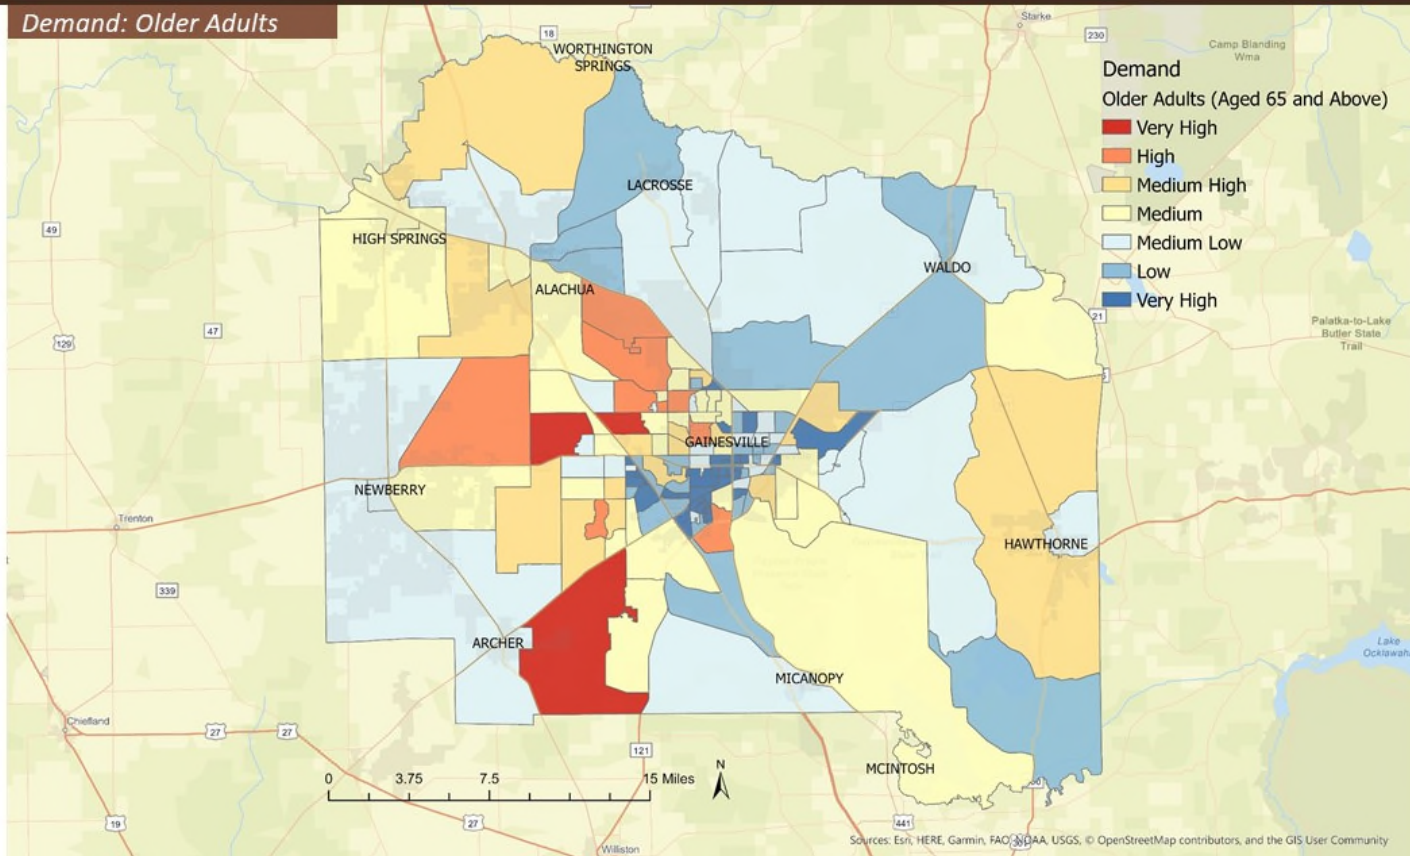 Demand: Older Adults
Starke
18
230
WORTHINGTON
SPRINGS
Camp Blanding
Wma
Demand
Older Adults (Aged 65 and Above)
Very High
High
Medium High
Medium
Medium Low
Low
Very High
LACROSSE
49
HIGH SPRINGS
WALDO
ALACHUA
21
47
129
Palatka-to-Lake
Butler State
Trail
GAINESVILLE
NEWBERRY
Trenton
HAWTHORNE
339
ARCHER
Lake
Ocklawah
MICANOPY
Chiefland
27
27
121
MCINTOSH
N
0 3.75 7.5 15 Miles
19
27
441
Sources: Esri, HERE, Garmin, FAO, NOAA, USGS, © OpenStreetMap contributors, and the GIS User Community
Williston